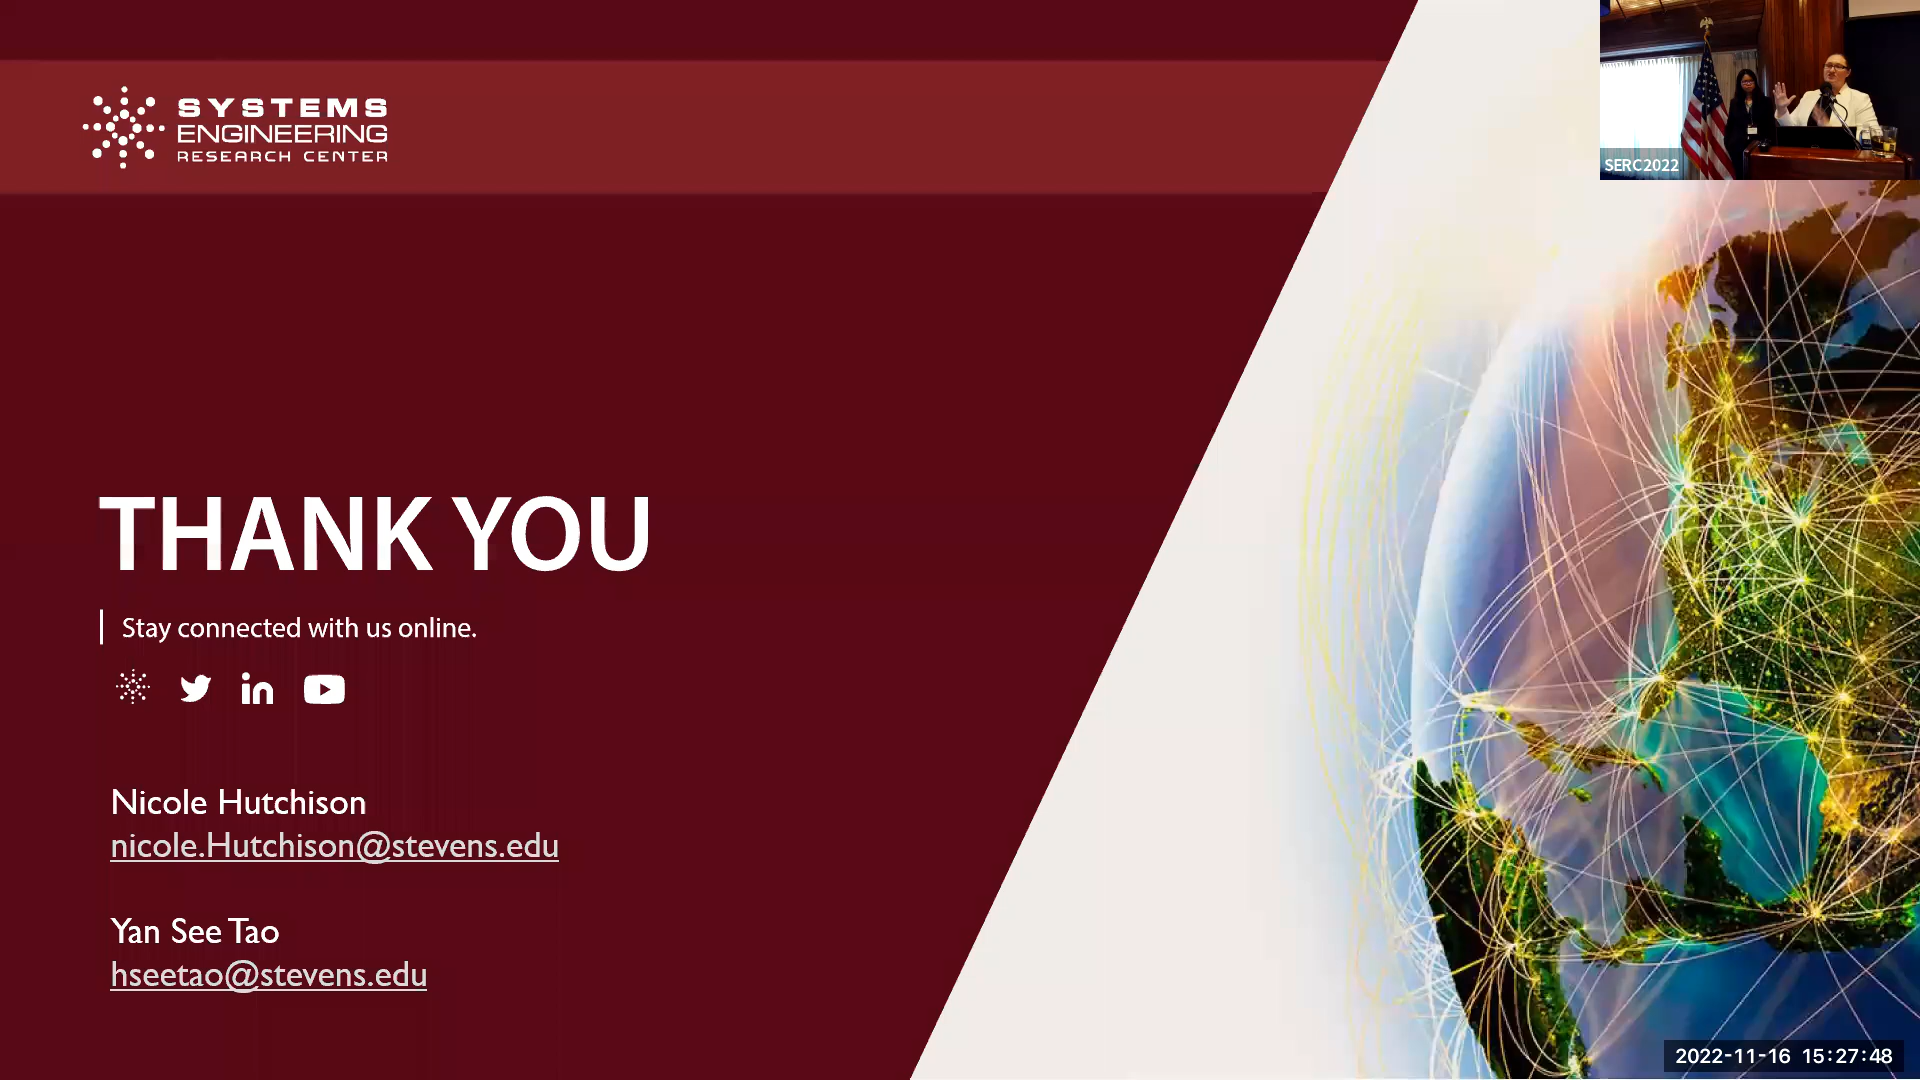 SYSTEMS
ENGINEERING
RESEARCH CENTER
SERC2022
THANK YOU
Stay connected with us online.
in
Nicole Hutchison
nicole.Hutchison@stevens.edu
Yan See Tao
hseetao@stevens.edu
2022-11-16 15:27:48